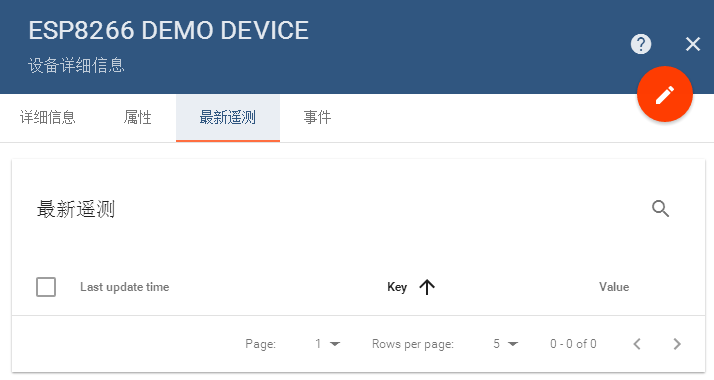 ESP8266 DEMO DEVICE
设备详细信息
详细信息 属性 最新遥测 事件
最新遥测
Last update time Key Value
Page: 1 Rows per page: 5 0 - 0 of 0